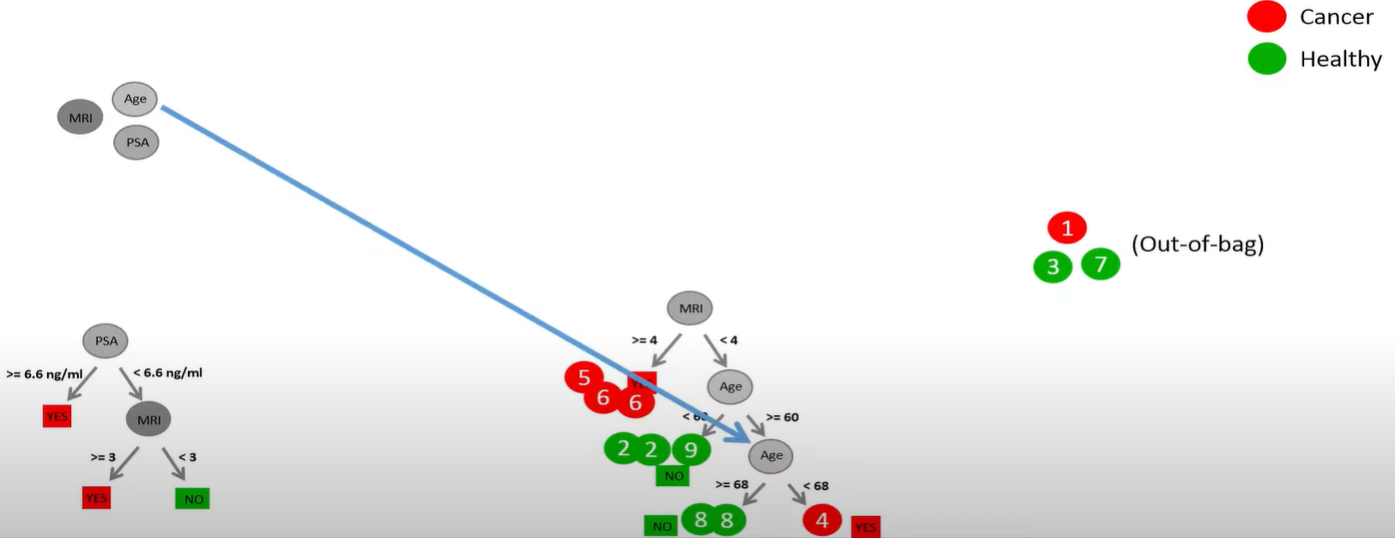 Cancer
Healthy
Age
MRI
PSA
1
3 7 (Out-of-bag)
MRI
>= 4 < 4
5 6 6
Age
< >= 60
2 2 9
NO
Age
>= 68 < 68
NO 8 8 4 YES
PSA
>= 6.6 ng/ml < 6.6 ng/ml
YES
MRI
>= 3 < 3
YES NO